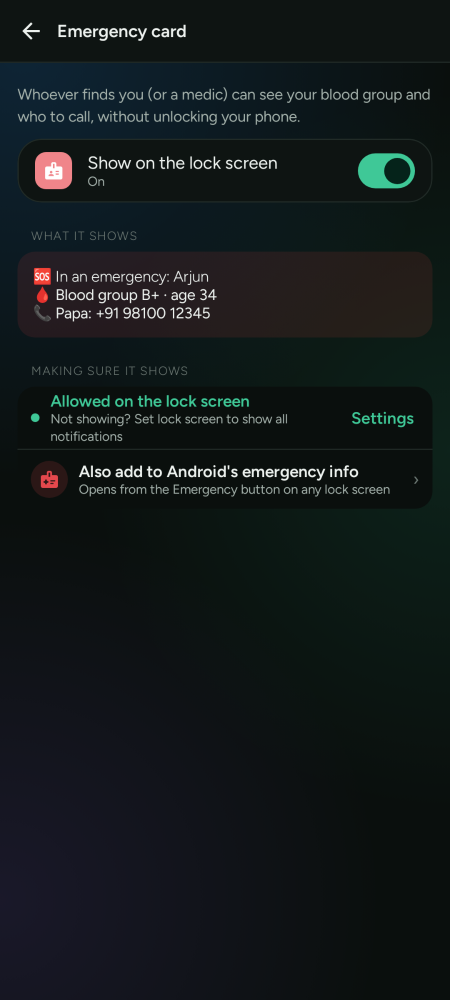 Emergency card
Whoever finds you (or a medic) can see your blood group and
who to call, without unlocking your phone.
Show on the lock screen
On
WHAT IT SHOWS
🆘 In an emergency: Arjun
🩸 Blood group B+ · age 34
📞 Papa: +91 98100 12345
MAKING SURE IT SHOWS
Allowed on the lock screen
Not showing? Set lock screen to show all
notifications
Settings
Also add to Android's emergency info
Opens from the Emergency button on any lock screen